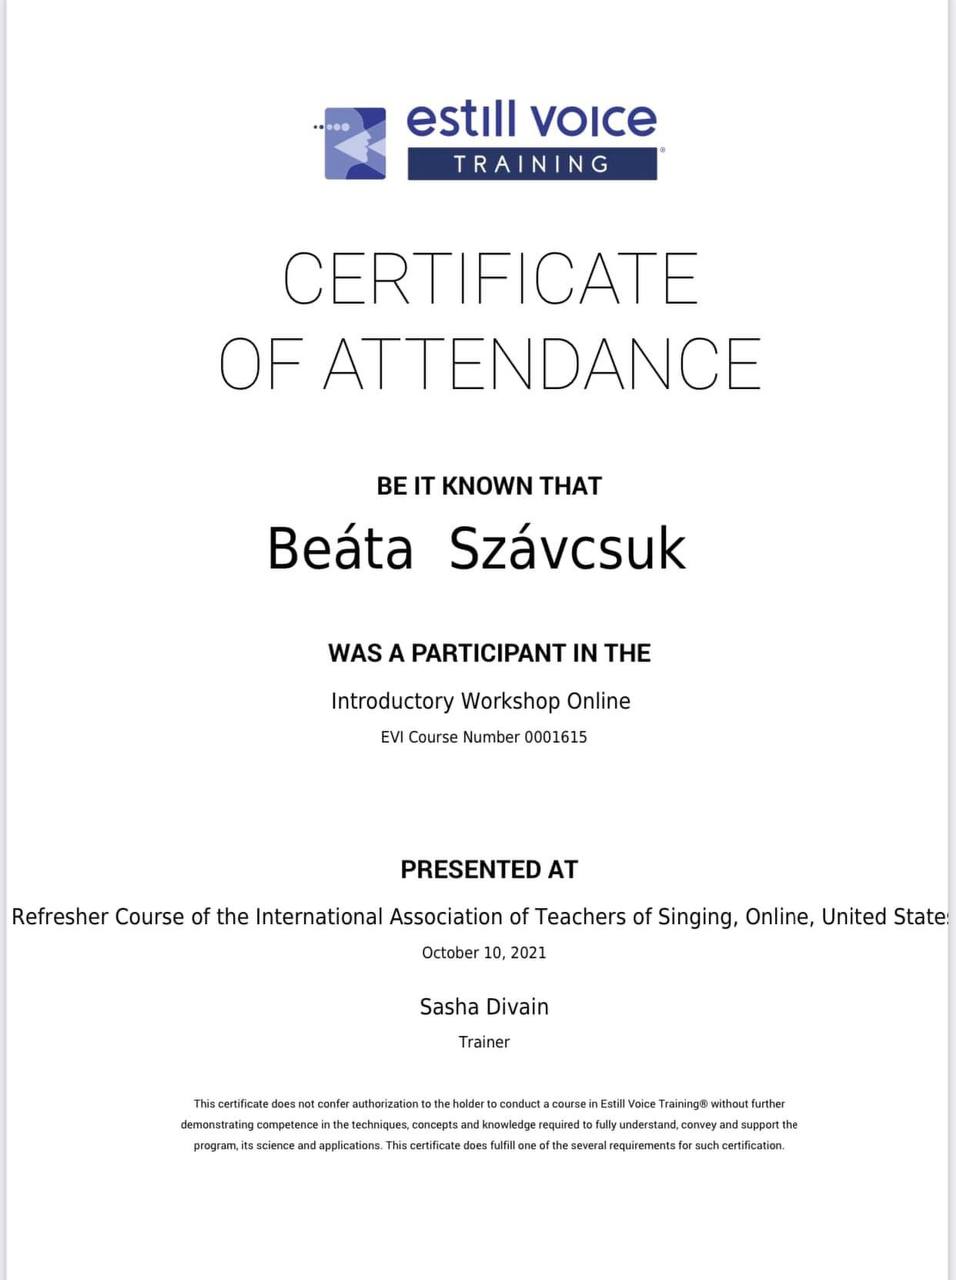 estill voice
TRAINING®
CERTIFICATE
OF ATTENDANCE
BE IT KNOWN THAT
Beáta Szávcsuk
WAS A PARTICIPANT IN THE
Introductory Workshop Online
EVI Course Number 0001615
PRESENTED AT
Refresher Course of the International Association of Teachers of Singing, Online, United States
October 10, 2021
Sasha Divain
Trainer
This certificate does not confer authorization to the holder to conduct a course in Estill Voice Training® without further
demonstrating competence in the techniques, concepts and knowledge required to fully understand, convey and support the
program, its science and applications. This certificate does fulfill one of the several requirements for such certification.